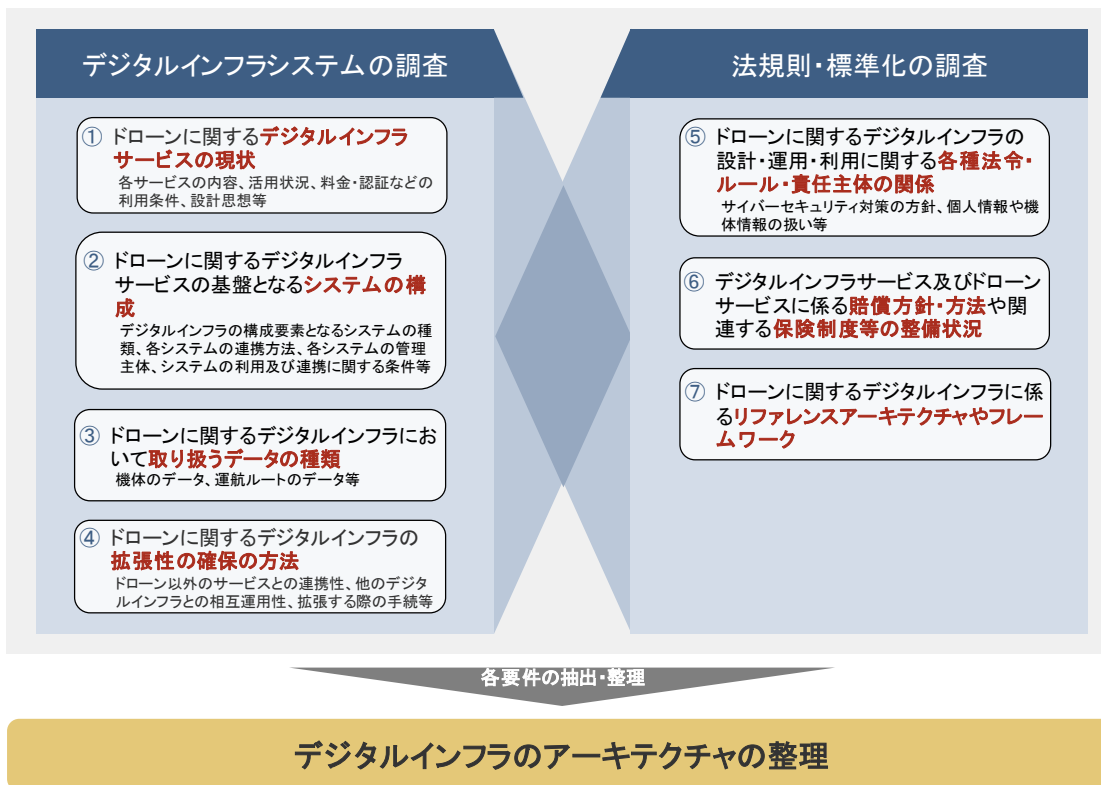 デジタルインフラシステムの調査
① ドローンに関するデジタルインフラ
サービスの現状
各サービスの内容、活用状況、料金・認証などの
利用条件、設計思想等
② ドローンに関するデジタルインフラ
サービスの基盤となるシステムの構
成
デジタルインフラの構成要素となるシステムの種
類、各システムの連携方法、各システムの管理
主体、システムの利用及び連携に関する条件等
③ ドローンに関するデジタルインフラにお
いて取り扱うデータの種類
機体のデータ、運航ルートのデータ等
④ ドローンに関するデジタルインフラの
拡張性の確保の方法
ドローン以外のサービスとの連携性、他のデジタ
ルインフラとの相互運用性、拡張する際の手続等
法規則・標準化の調査
⑤ ドローンに関するデジタルインフラの
設計・運用・利用に関する各種法令・
ルール・責任主体の関係
サイバーセキュリティ対策の方針、個人情報や機
体情報の扱い等
⑥ デジタルインフラサービス及びドローン
サービスに係る賠償方針・方法や関
連する保険制度等の整備状況
⑦ ドローンに関するデジタルインフラに係
るリファレンスアーキテクチャやフレー
ムワーク
各要件の抽出・整理
デジタルインフラのアーキテクチャの整理